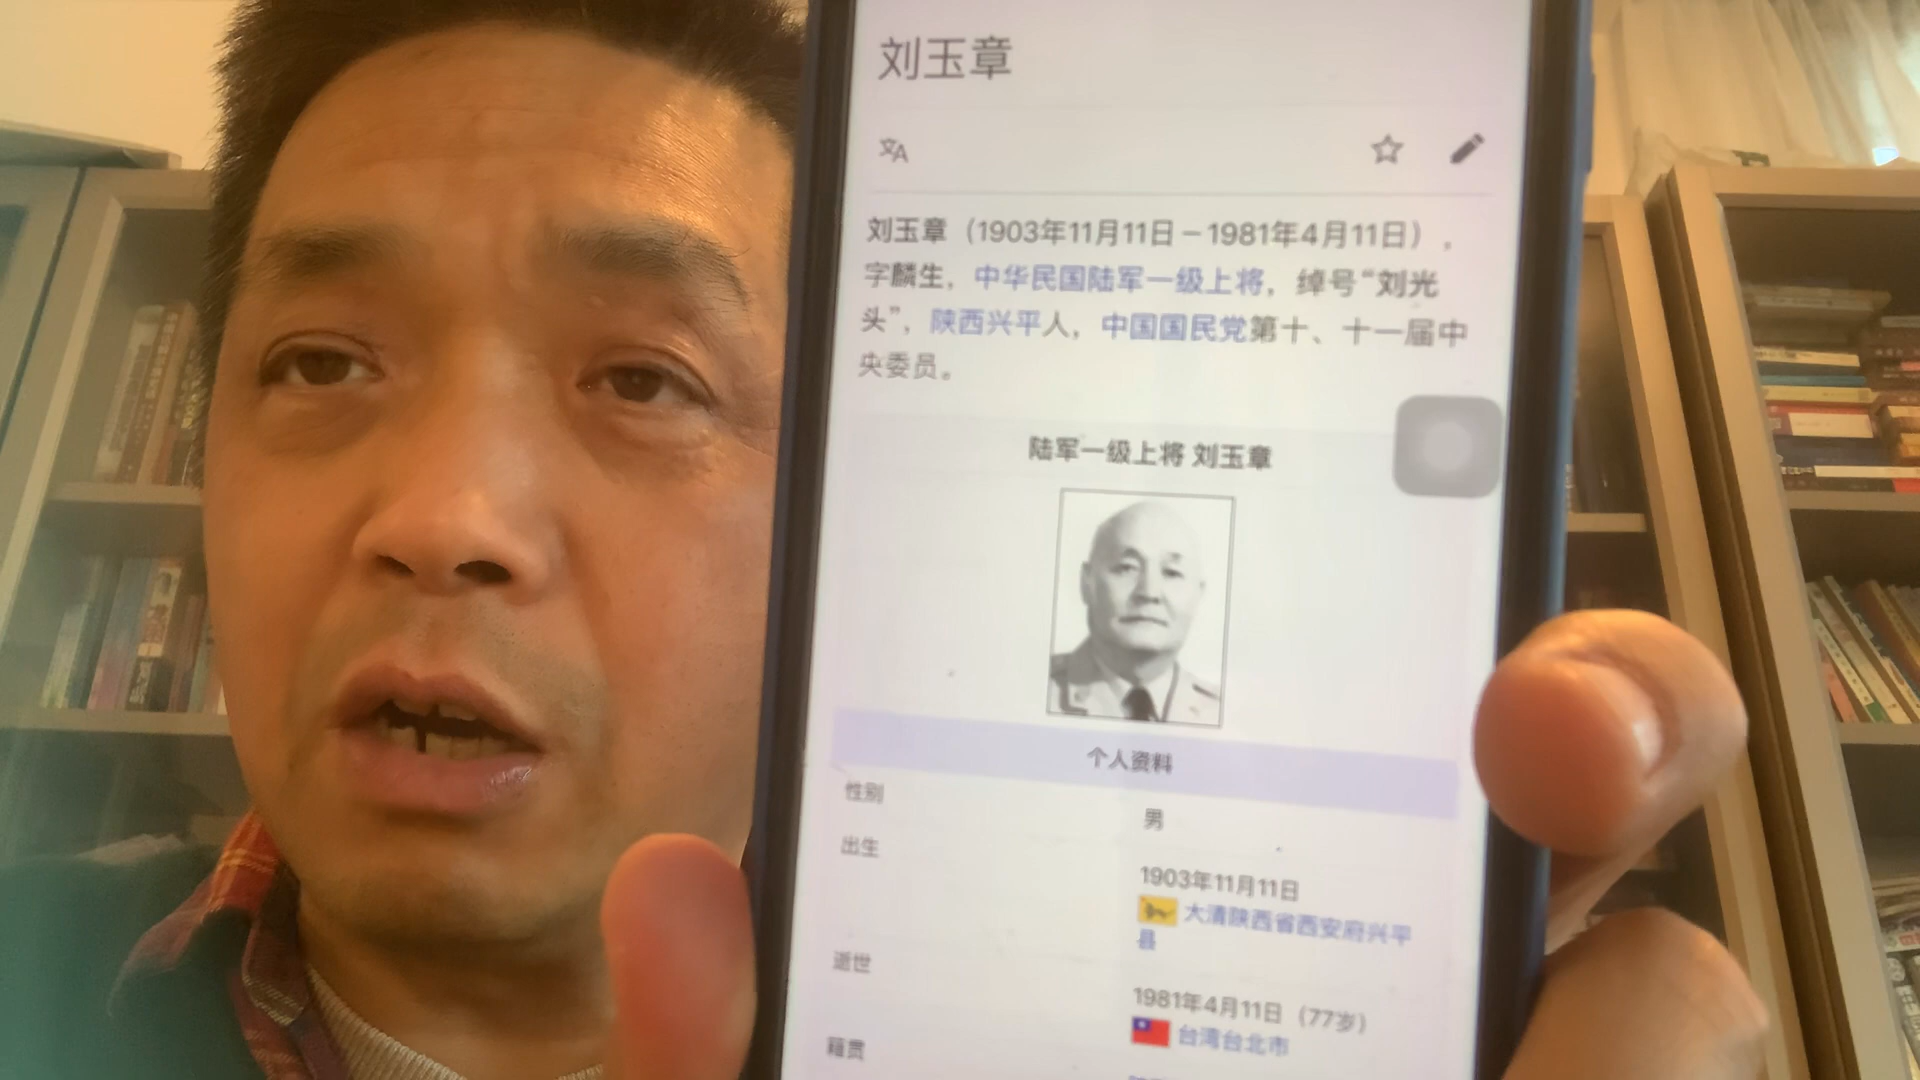 刘玉章
文A
刘玉章（1903年11月11日－1981年4月11日），
字麟生，中华民国陆军一级上将，绰号“刘光
头”，陕西兴平人，中国国民党第十、十一届中
央委员。
陆军一级上将 刘玉章
个人资料
性别
男
出生
1903年11月11日
大清陕西省西安府兴平
县
逝世
1981年4月11日（77岁）
台湾台北市
籍贯